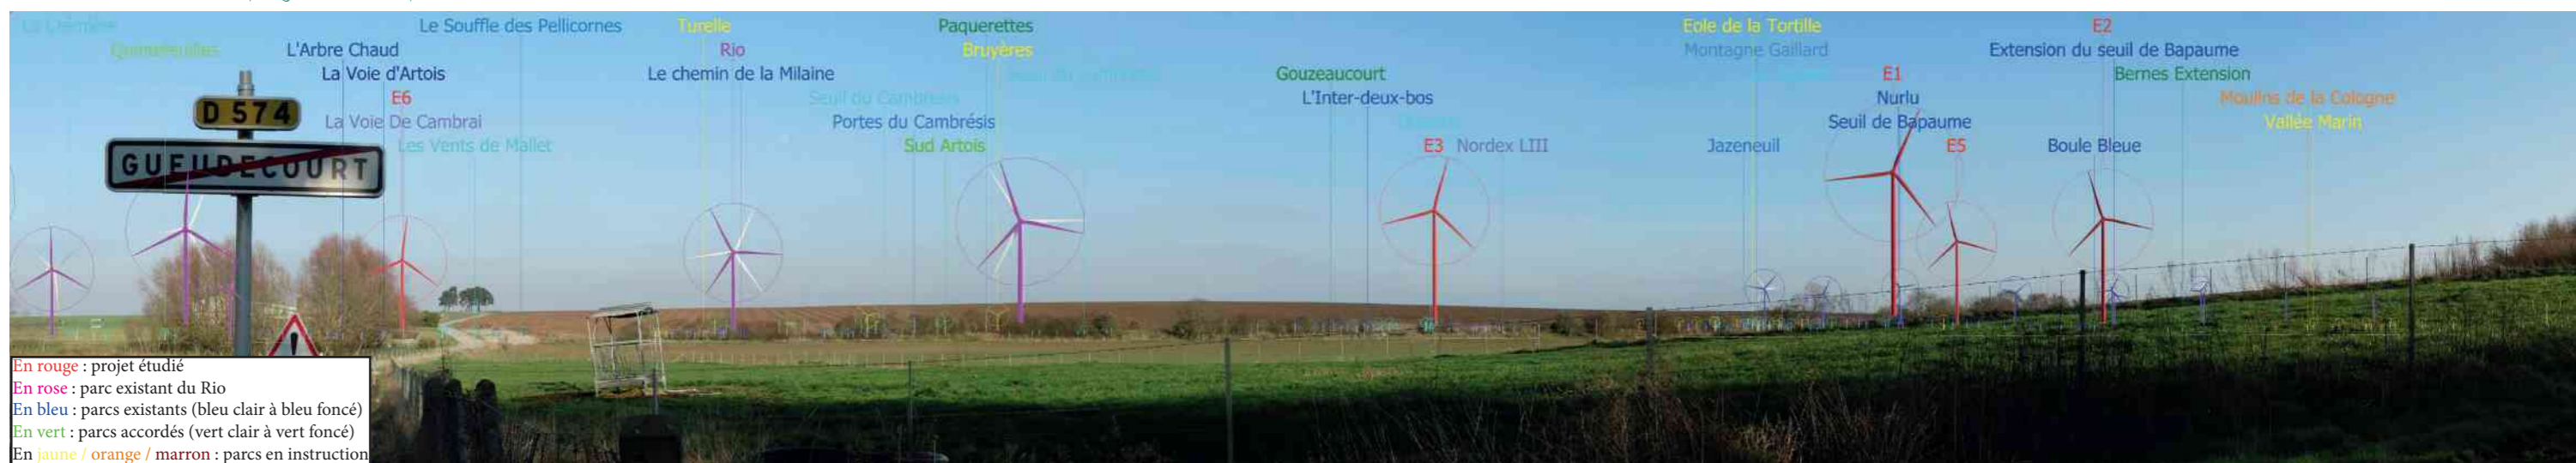 Le Souffle des Pellicornes
Turelle
Paquerettes
Eole de la Tortille
E2
L'Arbre Chaud
Rio
Bruyères
Montagne Gaillard
Extension du seuil de Bapaume
La Voie d'Artois
Le chemin de la Milaine
Gouzeaucourt
E1
Bernes Extension
E6
Seuil du Cambrésis
L'Inter-deux-bos
Nurlu
Moulins de la Cologne
La Voie De Cambrai
Portes du Cambrésis
Seuil de Bapaume
Vallée Marin
Les Vents de Mallet
Sud Artois
E3
Nordex LIII
Jazeneuil
E5
Boule Bleue
D 574
GUEUDECOURT
En rouge : projet étudié
En rose : parc existant du Rio
En bleu : parcs existants (bleu clair à bleu foncé)
En vert : parcs accordés (vert clair à vert foncé)
En jaune / orange / marron : parcs en instruction